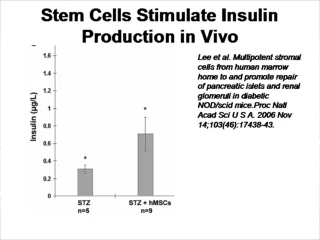 Stem Cells Stimulate Insulin
Production in Vivo
Lee et al. Multipotent stromal
cells from human marrow
home to and promote repair
of pancreatic islets and renal
glomeruli in diabetic
NOD/scid mice.Proc Natl
Acad Sci U S A. 2006 Nov
14;103(46):17438-43.
Insulin (µg/L)
1.6
1.4
1.2
1
0.8
0.6
0.4
0.2
0
*
*
STZ
n=5
STZ + hMSCs
n=9